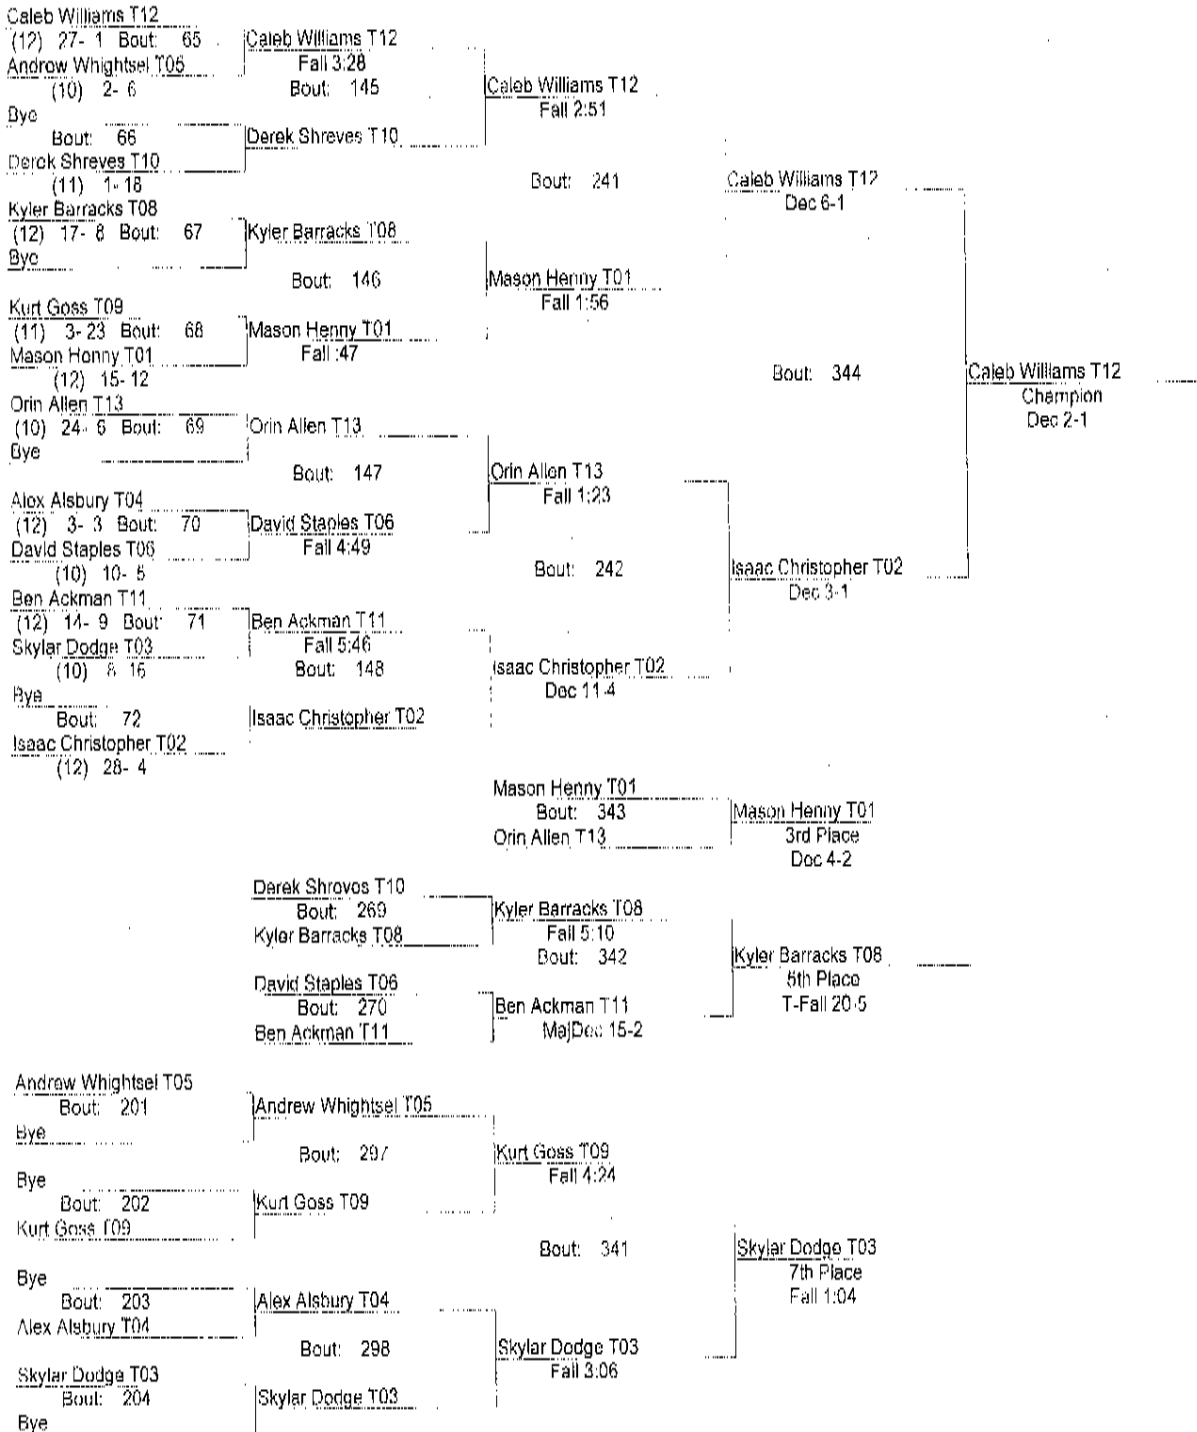 Caleb Williams T12
(12) 27- 1 Bout: 65
Andrew Whightsel T05
(10) 2- 6
Bye
Bout: 66
Derek Shreves T10
(11) 1- 18
Kyler Barracks T08
(12) 17- 8 Bout: 67
Bye
Kurt Goss T09
(11) 3- 23 Bout: 68
Mason Henny T01
(12) 15- 12
Orin Allen T13
(10) 24- 6 Bout: 69
Bye
Alex Alsbury T04
(12) 3- 3 Bout: 70
David Staples T06
(10) 10- 5
Ben Ackman T11
(12) 14- 9 Bout: 71
Skylar Dodge T03
(10) 8 16
Bye
Bout: 72
Isaac Christopher T02
(12) 28- 4
Caleb Williams T12
Fall 3:28
Bout: 145
Derek Shreves T10
Kyler Barracks T08
Bout: 146
Mason Henny T01
Fall :47
Orin Allen T13
Bout: 147
David Staples T06
Fall 4:49
Ben Ackman T11
Fall 5:46
Bout: 148
Isaac Christopher T02
Caleb Williams T12
Fall 2:51
Bout: 241
Mason Henny T01
Fall 1:56
Orin Allen T13
Fall 1:23
Bout: 242
Isaac Christopher T02
Dec 11-4
Caleb Williams T12
Dec 6-1
Bout: 344
Isaac Christopher T02
Dec 3-1
Caleb Williams T12
Champion
Dec 2-1
Mason Henny T01
Bout: 343
Orin Allen T13
Mason Henny T01
3rd Place
Dec 4-2
Derek Shreves T10
Bout: 269
Kyler Barracks T08
David Staples T06
Bout: 270
Ben Ackman T11
Kyler Barracks T08
Fall 5:10
Bout: 342
Ben Ackman T11
MajDec 15-2
Kyler Barracks T08
5th Place
T-Fall 20-5
Andrew Whightsel T05
Bout: 201
Bye
Bye
Bout: 202
Kurt Goss T09
Bye
Bout: 203
Alex Alsbury T04
Skylar Dodge T03
Bout: 204
Bye
Andrew Whightsel T05
Bout: 297
Kurt Goss T09
Alex Alsbury T04
Bout: 298
Skylar Dodge T03
Kurt Goss T09
Fall 4:24
Bout: 341
Skylar Dodge T03
Fall 3:06
Skylar Dodge T03
7th Place
Fall 1:04